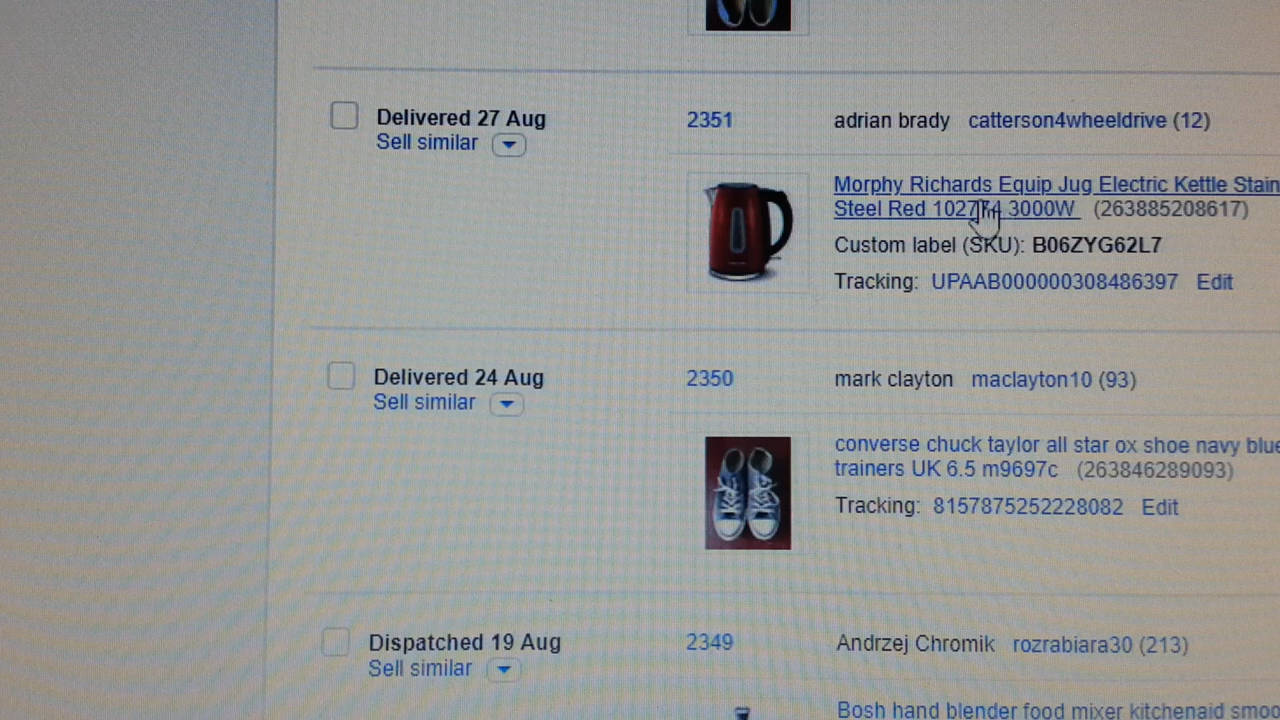 Delivered 27 Aug
Sell similar
2351
adrian brady catterson4wheeldrive (12)
Morphy Richards Equip Jug Electric Kettle Stain
Steel Red 3000W (263885208617)
Custom label (SKU): B06ZYG62L7
Tracking: UPAAB000000308486397 Edit
Delivered 24 Aug
Sell similar
2350
mark clayton maclayton10 (93)
converse chuck taylor all star ox shoe navy blue
trainers UK 6.5 m9697c (263846289093)
Tracking: 8157875252228082 Edit
Dispatched 19 Aug
Sell similar
2349
Andrzej Chromik rozrabiara30 (213)
Bosh hand blender food mixer kitchenaid smoo